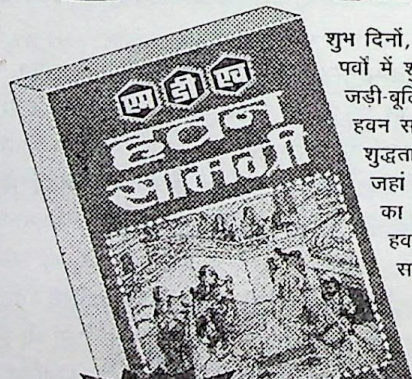 एम डी एच
हवन
सामग्री
शुभ दिनों,
पर्वों में
जड़ी-बूटि
हवन
शुद्धता
जहां
का
हव